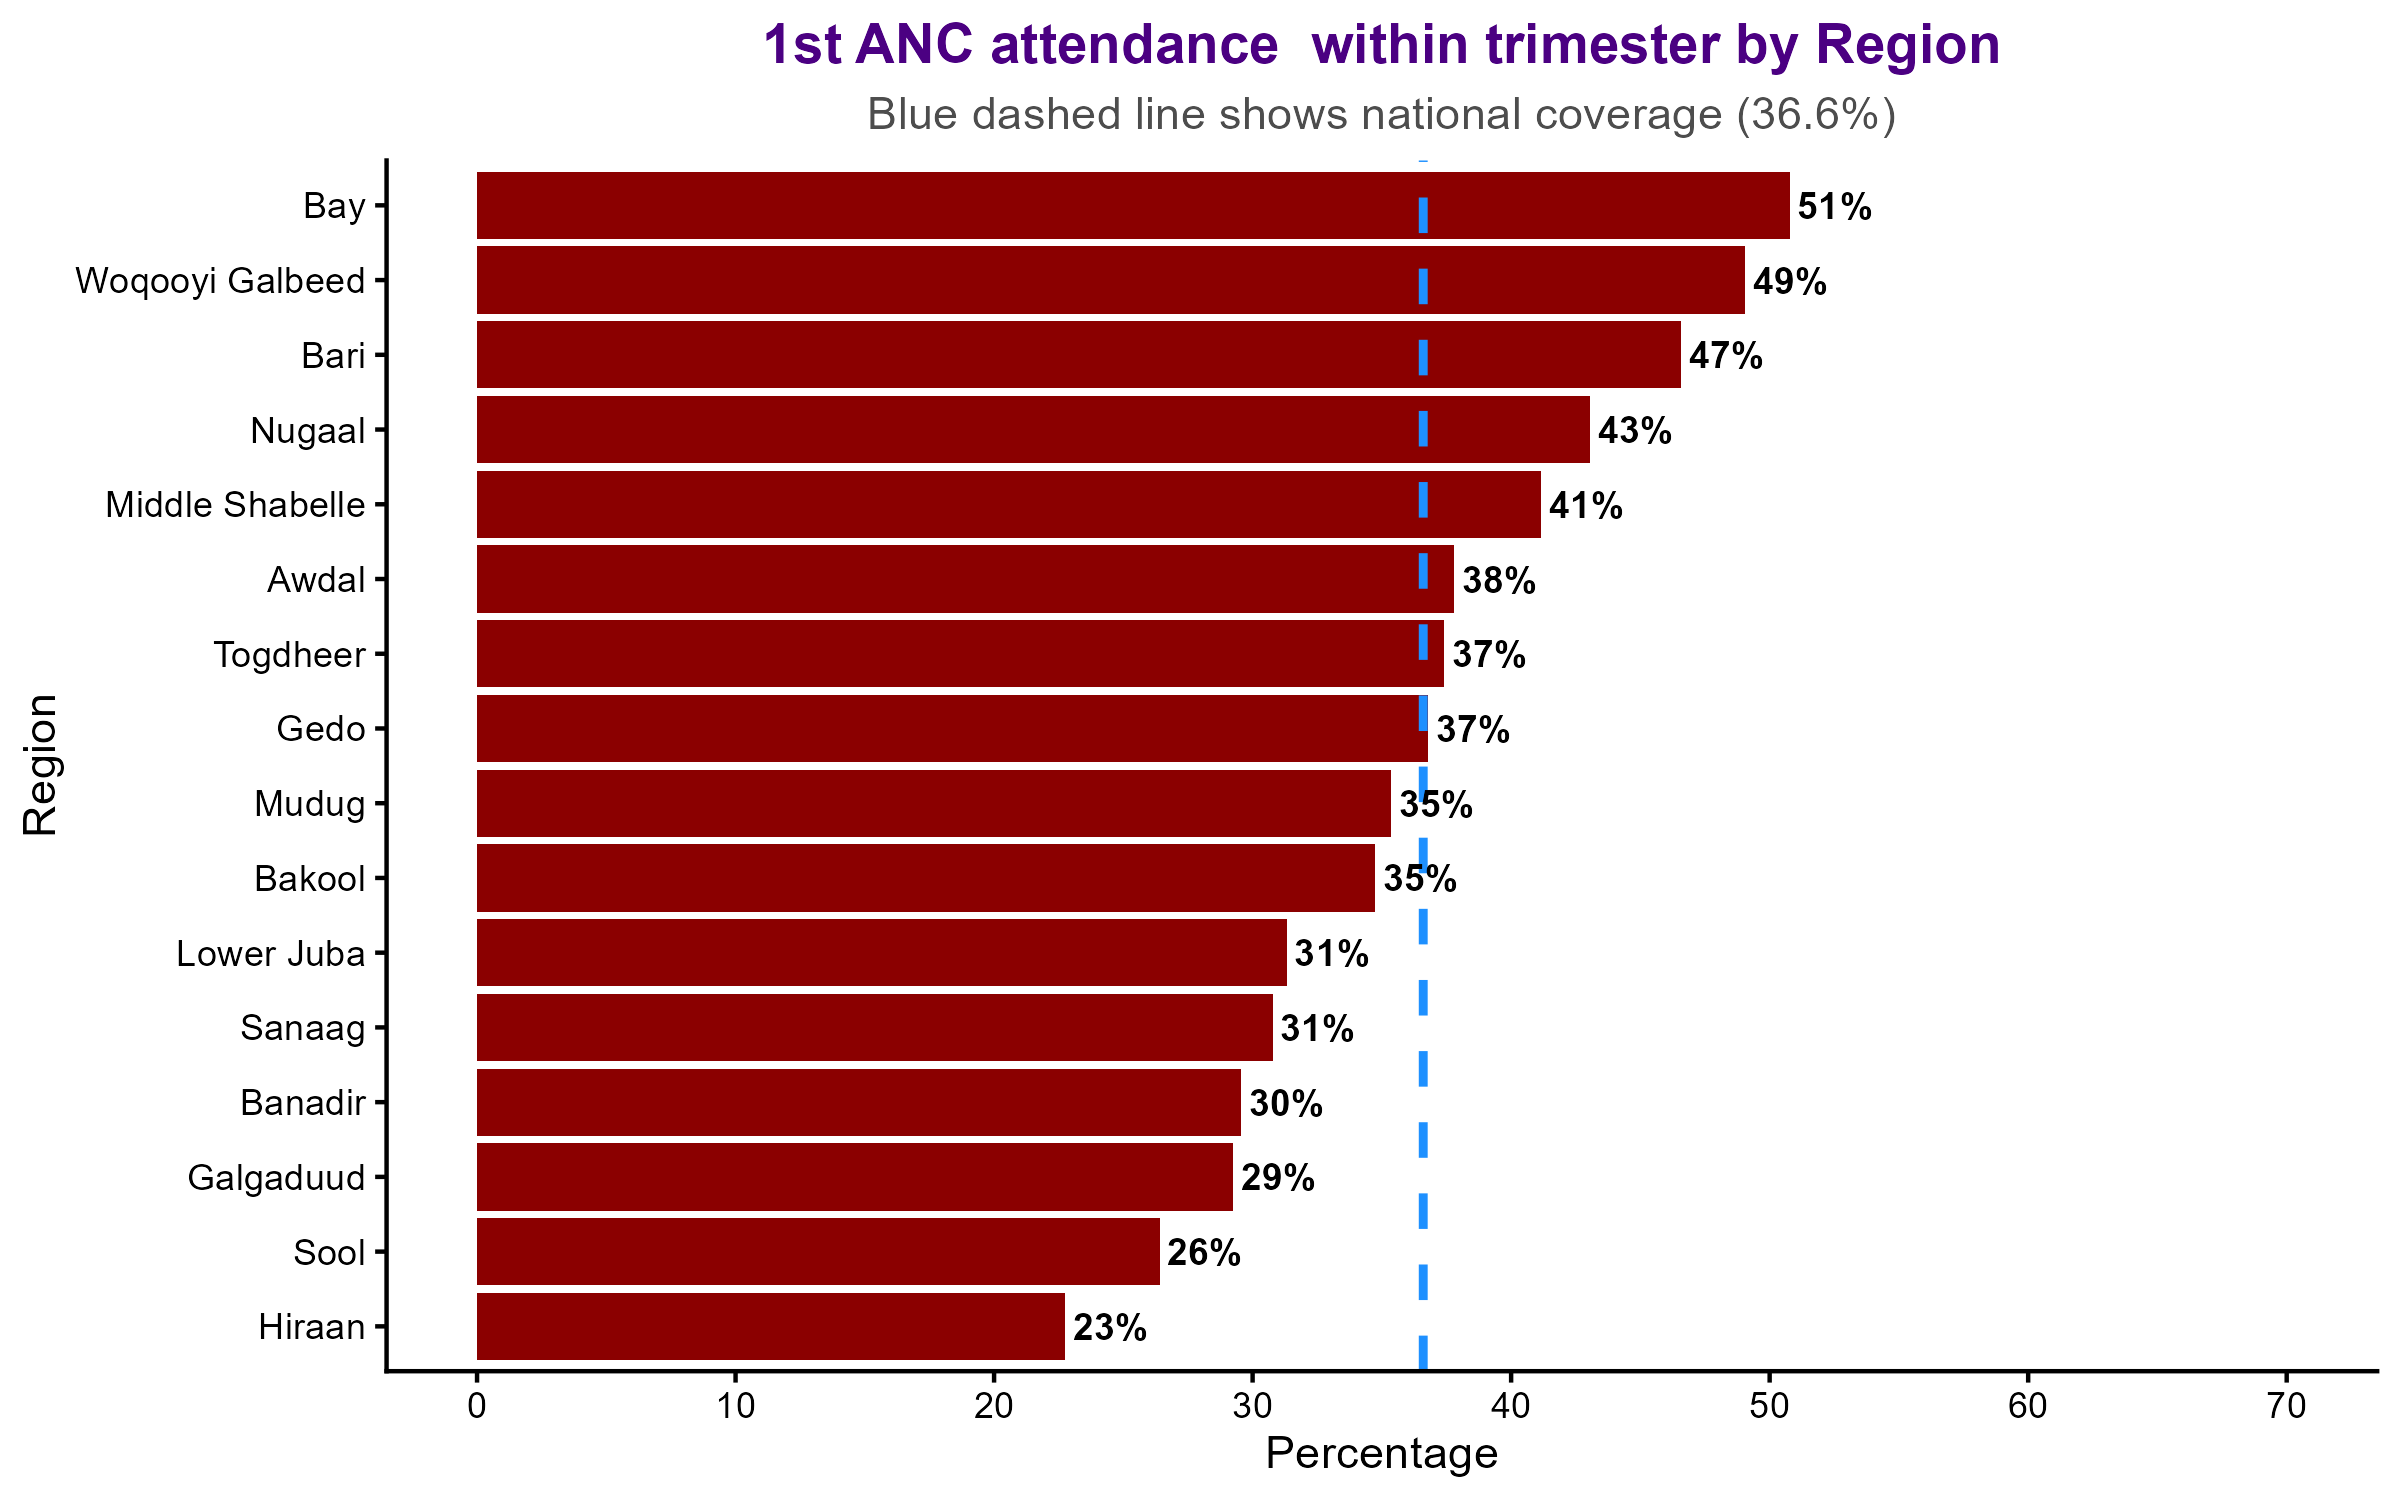 1st ANC attendance  within trimester by Region
Blue dashed line shows national coverage (36.6%)
Region
Bay 51%
Woqooyi Galbeed 49%
Bari 47%
Nugaal 43%
Middle Shabelle 41%
Awdal 38%
Togdheer 37%
Gedo 37%
Mudug 35%
Bakool 35%
Lower Juba 31%
Sanaag 31%
Banadir 30%
Galgaduud 29%
Sool 26%
Hiraan 23%
0 10 20 30 40 50 60 70
Percentage